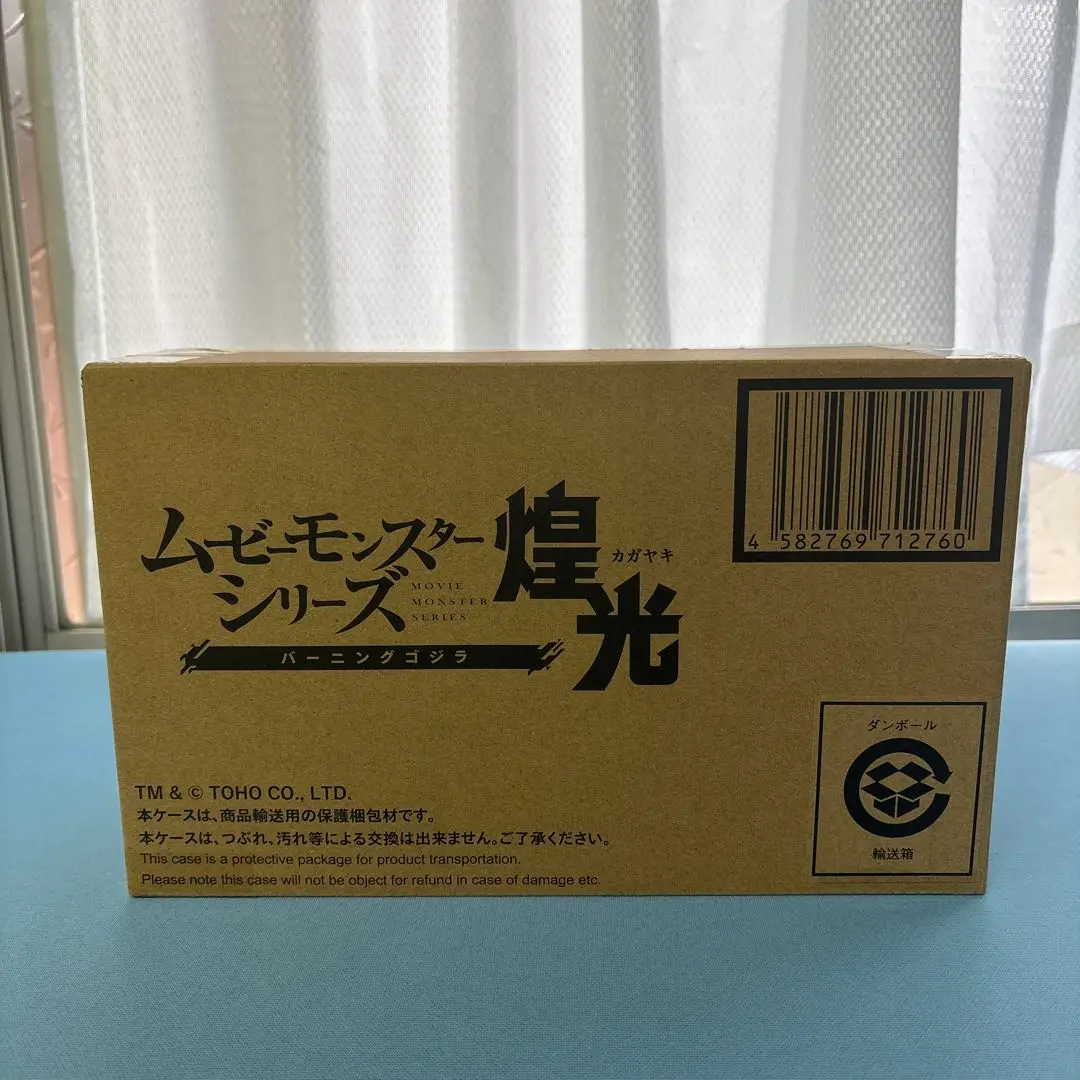 4 582769 712760
ムゼーモンスター
シリーズ
MOVIE
MONSTER
SERIES
煌光
カガヤキ
バーニングゴジラ
ダンボール
輸送箱
TM & © TOHO CO., LTD.
本ケースは、商品輸送用の保護梱包材です。
本ケースは、つぶれ、汚れ等による交換は出来ません。ご了承ください。
This case is a protective package for product transportation.
Please note this case will not be object for refund in case of damage etc.